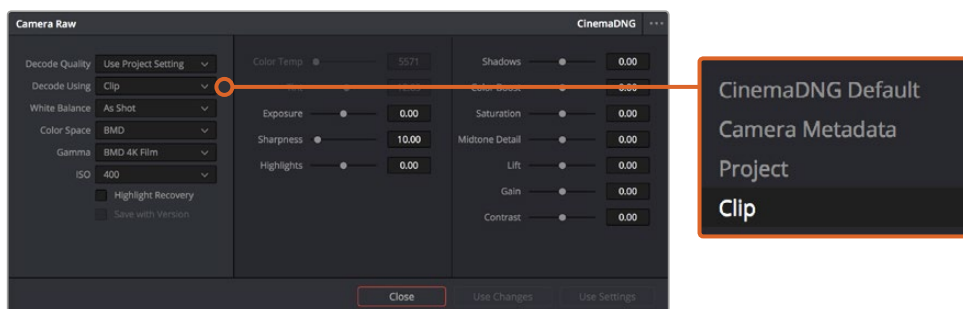 Camera Raw
CinemaDNG
Decode Quality Use Project Setting
Decode Using Clip
White Balance As Shot
Color Space BMD
Gamma BMD 4K Film
ISO 400
Highlight Recovery
Save with Version
Color Temp 5571
Tint
Exposure 0.00
Sharpness 10.00
Highlights 0.00
Shadows 0.00
Color Boost 0.00
Saturation 0.00
Midtone Detail 0.00
Lift 0.00
Gain 0.00
Contrast 0.00
Close
Use Changes
Use Settings
CinemaDNG Default
Camera Metadata
Project
Clip